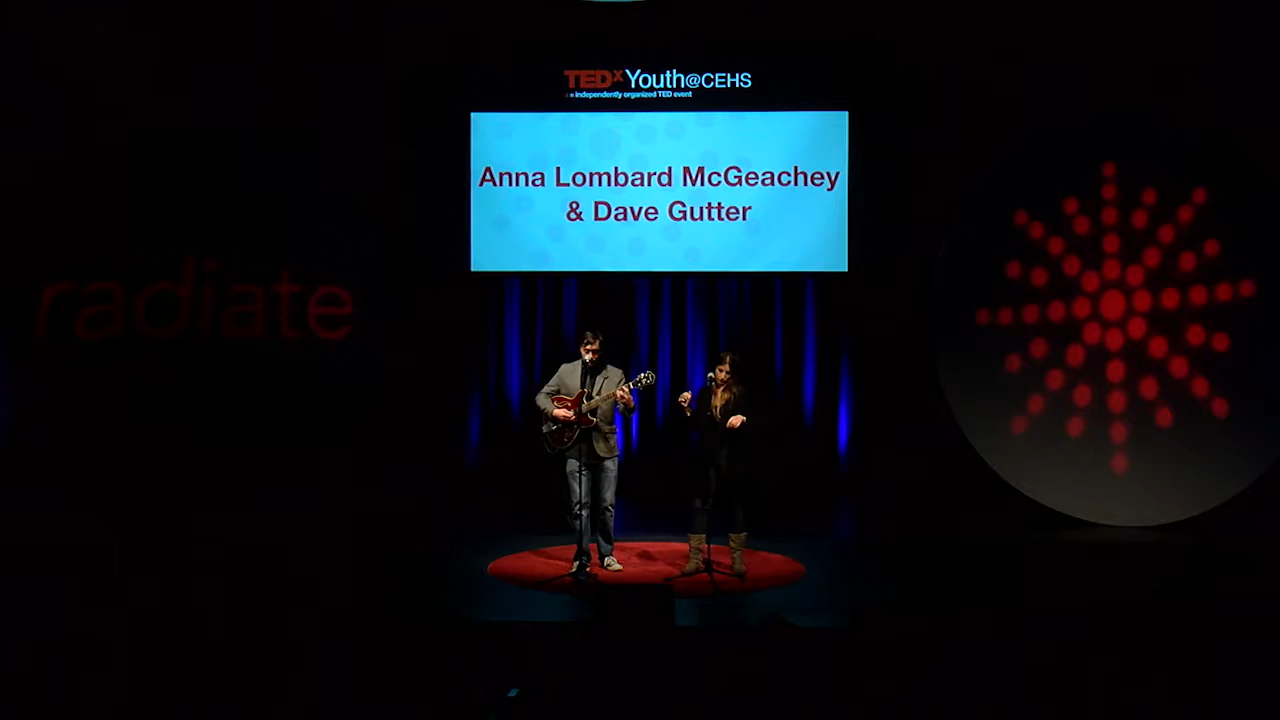 TEDxYouth@CEHS
independently organized TED event
Anna Lombard McGeachey
& Dave Gutter
radiate